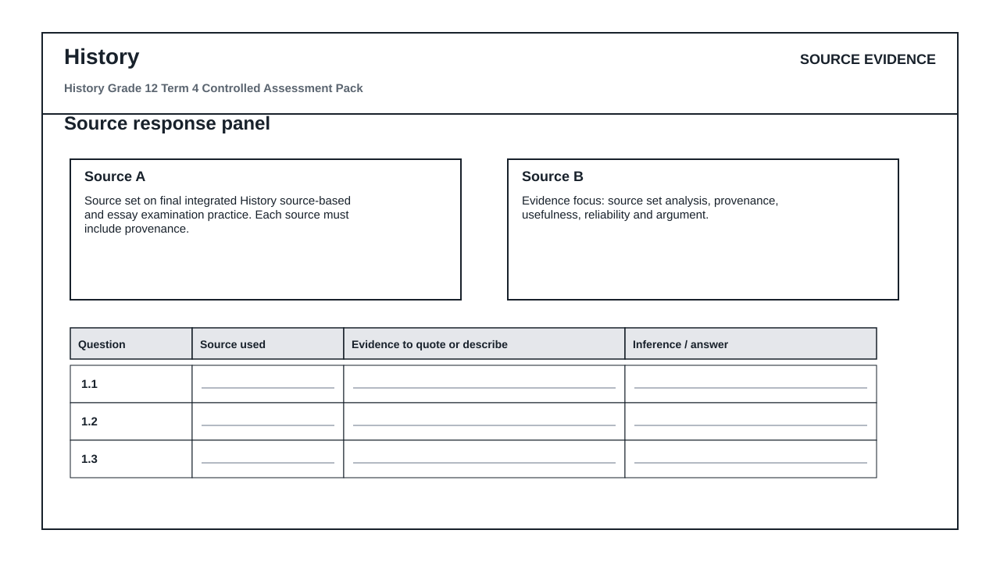 History
SOURCE EVIDENCE
History Grade 12 Term 4 Controlled Assessment Pack
Source response panel
Source A
Source set on final integrated History source-based
and essay examination practice. Each source must
include provenance.
Source B
Evidence focus: source set analysis, provenance,
usefulness, reliability and argument.
Question Source used Evidence to quote or describe Inference / answer
1.1
1.2
1.3